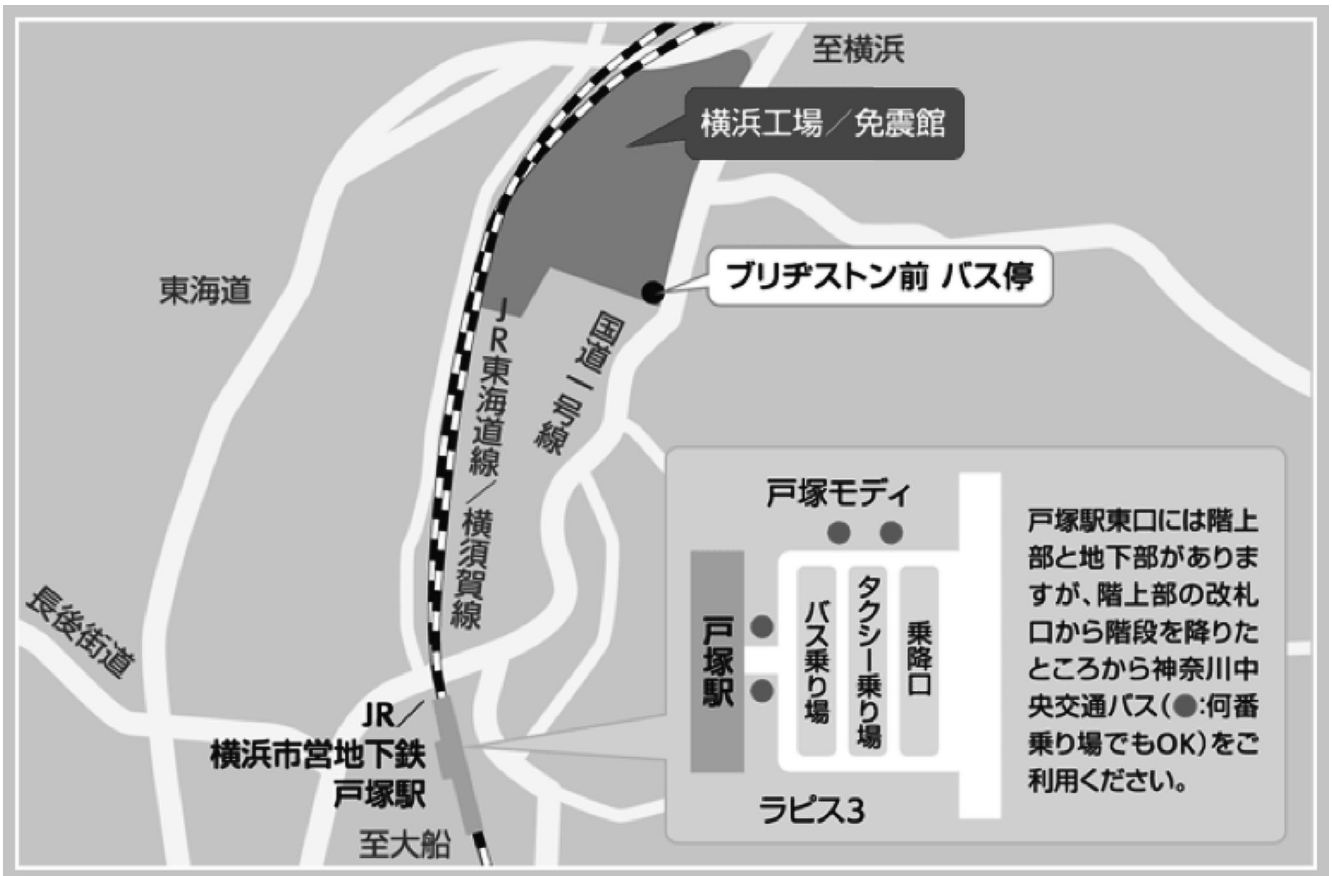 至横浜
横浜工場／免震館
東海道
ブリヂストン前 バス停
国道一号線
JR東海道線／横須賀線
長後街道
JR／
横浜市営地下鉄
戸塚駅
至大船
戸塚モディ
戸塚駅
バス乗り場
タクシー乗り場
乗降口
ラピス3
戸塚駅東口には階上
部と地下部がありま
すが、階上部の改札
口から階段を降りた
ところから神奈川中
央交通バス(●:何番
乗り場でもOK)をご
利用ください。